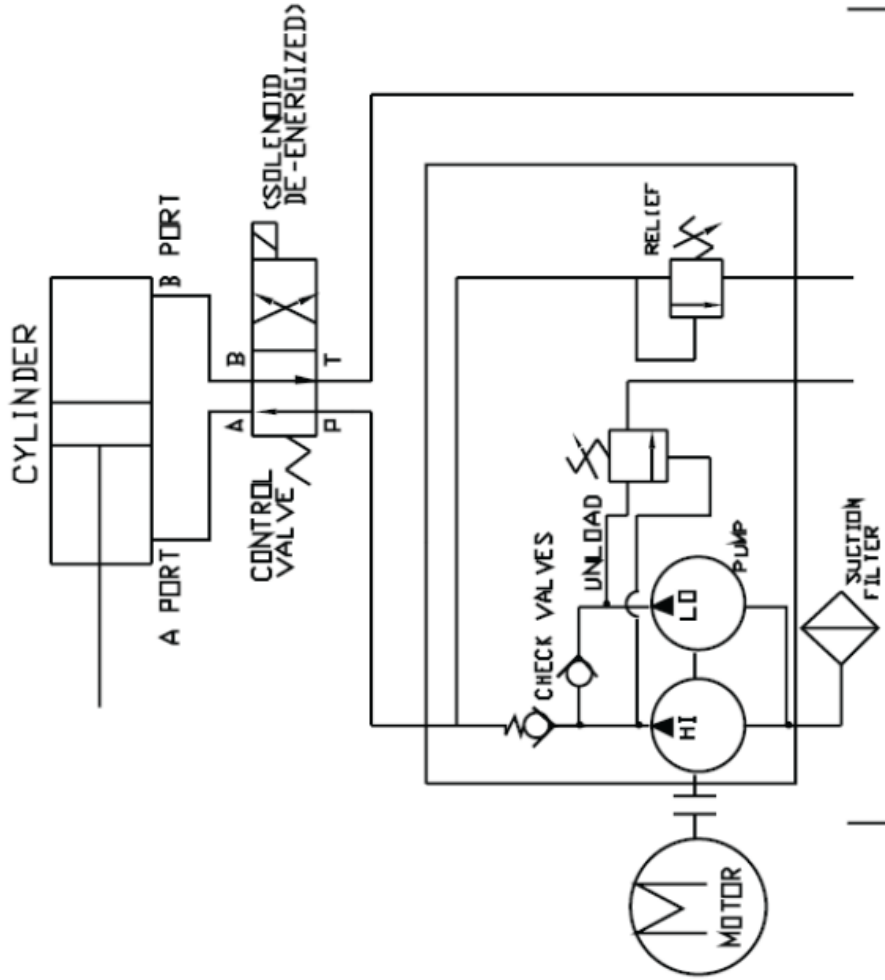 CYLINDER
A PORT
B PORT
(SOLENOID
DE-ENERGIZED)
A
B
P
T
CONTROL
VALVE
RELIEF
UNLOAD
CHECK VALVES
HI
LO
PUMP
SUCTION
FILTER
M
MOTOR